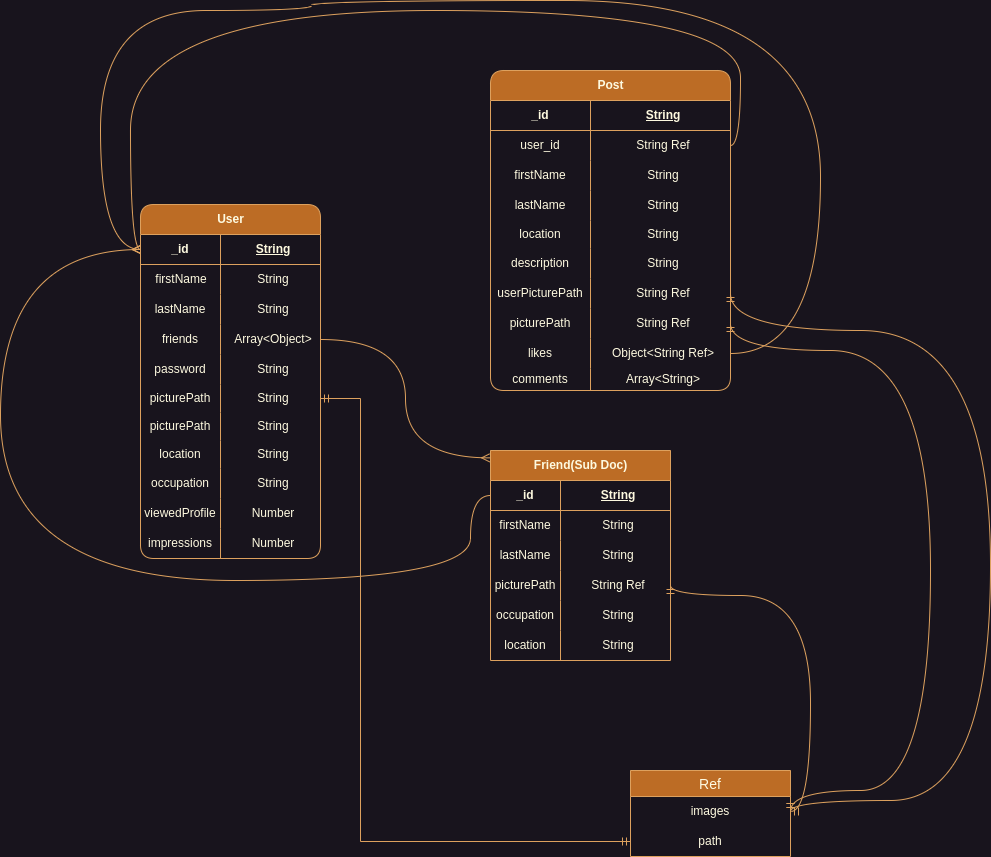 Post
_id String
user_id String Ref
firstName String
lastName String
location String
description String
userPicturePath String Ref
picturePath String Ref
likes Object<String Ref>
comments Array<String>
User
_id String
firstName String
lastName String
friends Array<Object>
password String
picturePath String
picturePath String
location String
occupation String
viewedProfile Number
impressions Number
Friend(Sub Doc)
_id String
firstName String
lastName String
picturePath String Ref
occupation String
location String
Ref
images
path